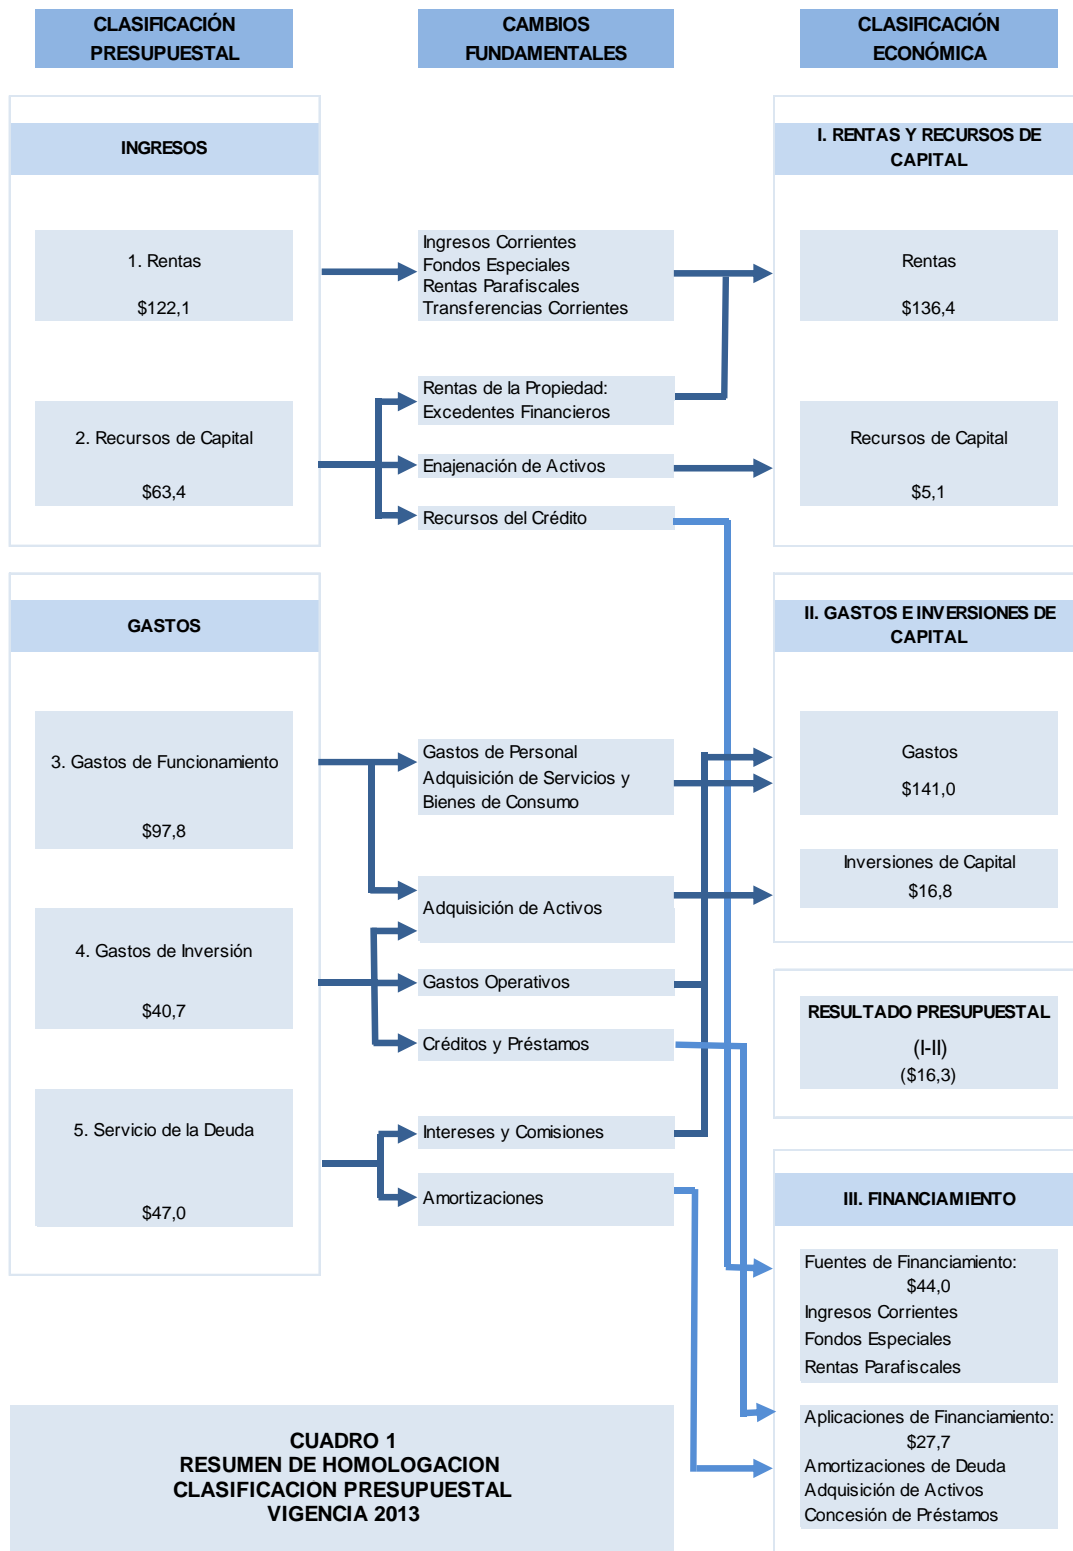 CLASIFICACIÓN
PRESUPUESTAL
CAMBIOS
FUNDAMENTALES
CLASIFICACIÓN
ECONÓMICA
INGRESOS
1. Rentas
$122,1
2. Recursos de Capital
$63,4
Ingresos Corrientes
Fondos Especiales
Rentas Parafiscales
Transferencias Corrientes
Rentas de la Propiedad:
Excedentes Financieros
Enajenación de Activos
Recursos del Crédito
I. RENTAS Y RECURSOS DE
CAPITAL
Rentas
$136,4
Recursos de Capital
$5,1
GASTOS
3. Gastos de Funcionamiento
$97,8
4. Gastos de Inversión
$40,7
5. Servicio de la Deuda
$47,0
Gastos de Personal
Adquisición de Servicios y
Bienes de Consumo
Adquisición de Activos
Gastos Operativos
Créditos y Préstamos
Intereses y Comisiones
Amortizaciones
II. GASTOS E INVERSIONES DE
CAPITAL
Gastos
$141,0
Inversiones de Capital
$16,8
RESULTADO PRESUPUESTAL
(I-II)
($16,3)
III. FINANCIAMIENTO
Fuentes de Financiamiento:
$44,0
Ingresos Corrientes
Fondos Especiales
Rentas Parafiscales
Aplicaciones de Financiamiento:
$27,7
Amortizaciones de Deuda
Adquisición de Activos
Concesión de Préstamos
CUADRO 1
RESUMEN DE HOMOLOGACION
CLASIFICACION PRESUPUESTAL
VIGENCIA 2013